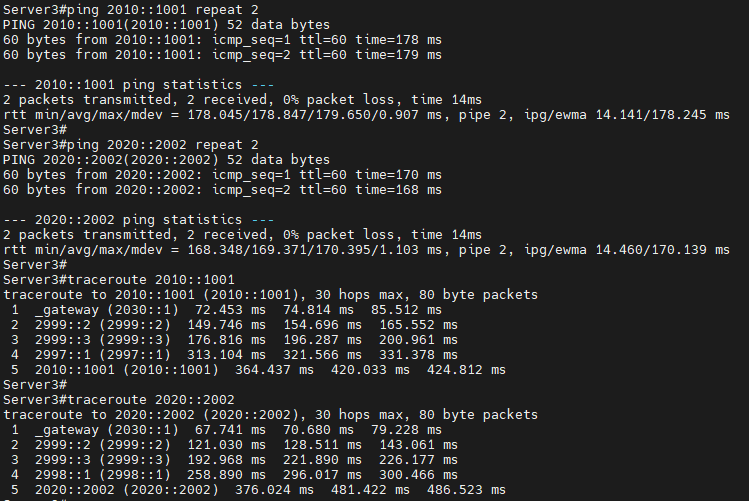 Server3#ping 2010::1001 repeat 2
PING 2010::1001(2010::1001) 52 data bytes
60 bytes from 2010::1001: icmp_seq=1 ttl=60 time=178 ms
60 bytes from 2010::1001: icmp_seq=2 ttl=60 time=179 ms

--- 2010::1001 ping statistics ---
2 packets transmitted, 2 received, 0% packet loss, time 14ms
rtt min/avg/max/mdev = 178.045/178.847/179.650/0.907 ms, pipe 2, ipg/ewma 14.141/178.245 ms
Server3#
Server3#ping 2020::2002 repeat 2
PING 2020::2002(2020::2002) 52 data bytes
60 bytes from 2020::2002: icmp_seq=1 ttl=60 time=170 ms
60 bytes from 2020::2002: icmp_seq=2 ttl=60 time=168 ms

--- 2020::2002 ping statistics ---
2 packets transmitted, 2 received, 0% packet loss, time 14ms
rtt min/avg/max/mdev = 168.348/169.371/170.395/1.103 ms, pipe 2, ipg/ewma 14.460/170.139 ms
Server3#
Server3#traceroute 2010::1001
traceroute to 2010::1001 (2010::1001), 30 hops max, 80 byte packets
 1  _gateway (2030::1)  72.453 ms  74.814 ms  85.512 ms
 2  2999::2 (2999::2)  149.746 ms  154.696 ms  165.552 ms
 3  2999::3 (2999::3)  176.816 ms  196.287 ms  200.961 ms
 4  2997::1 (2997::1)  313.104 ms  321.566 ms  331.378 ms
 5  2010::1001 (2010::1001)  364.437 ms  420.033 ms  424.812 ms
Server3#
Server3#traceroute 2020::2002
traceroute to 2020::2002 (2020::2002), 30 hops max, 80 byte packets
 1  _gateway (2030::1)  67.741 ms  70.680 ms  79.228 ms
 2  2999::2 (2999::2)  121.030 ms  128.511 ms  143.061 ms
 3  2999::3 (2999::3)  192.968 ms  221.890 ms  226.177 ms
 4  2998::1 (2998::1)  258.890 ms  296.017 ms  300.466 ms
 5  2020::2002 (2020::2002)  376.024 ms  481.422 ms  486.523 ms